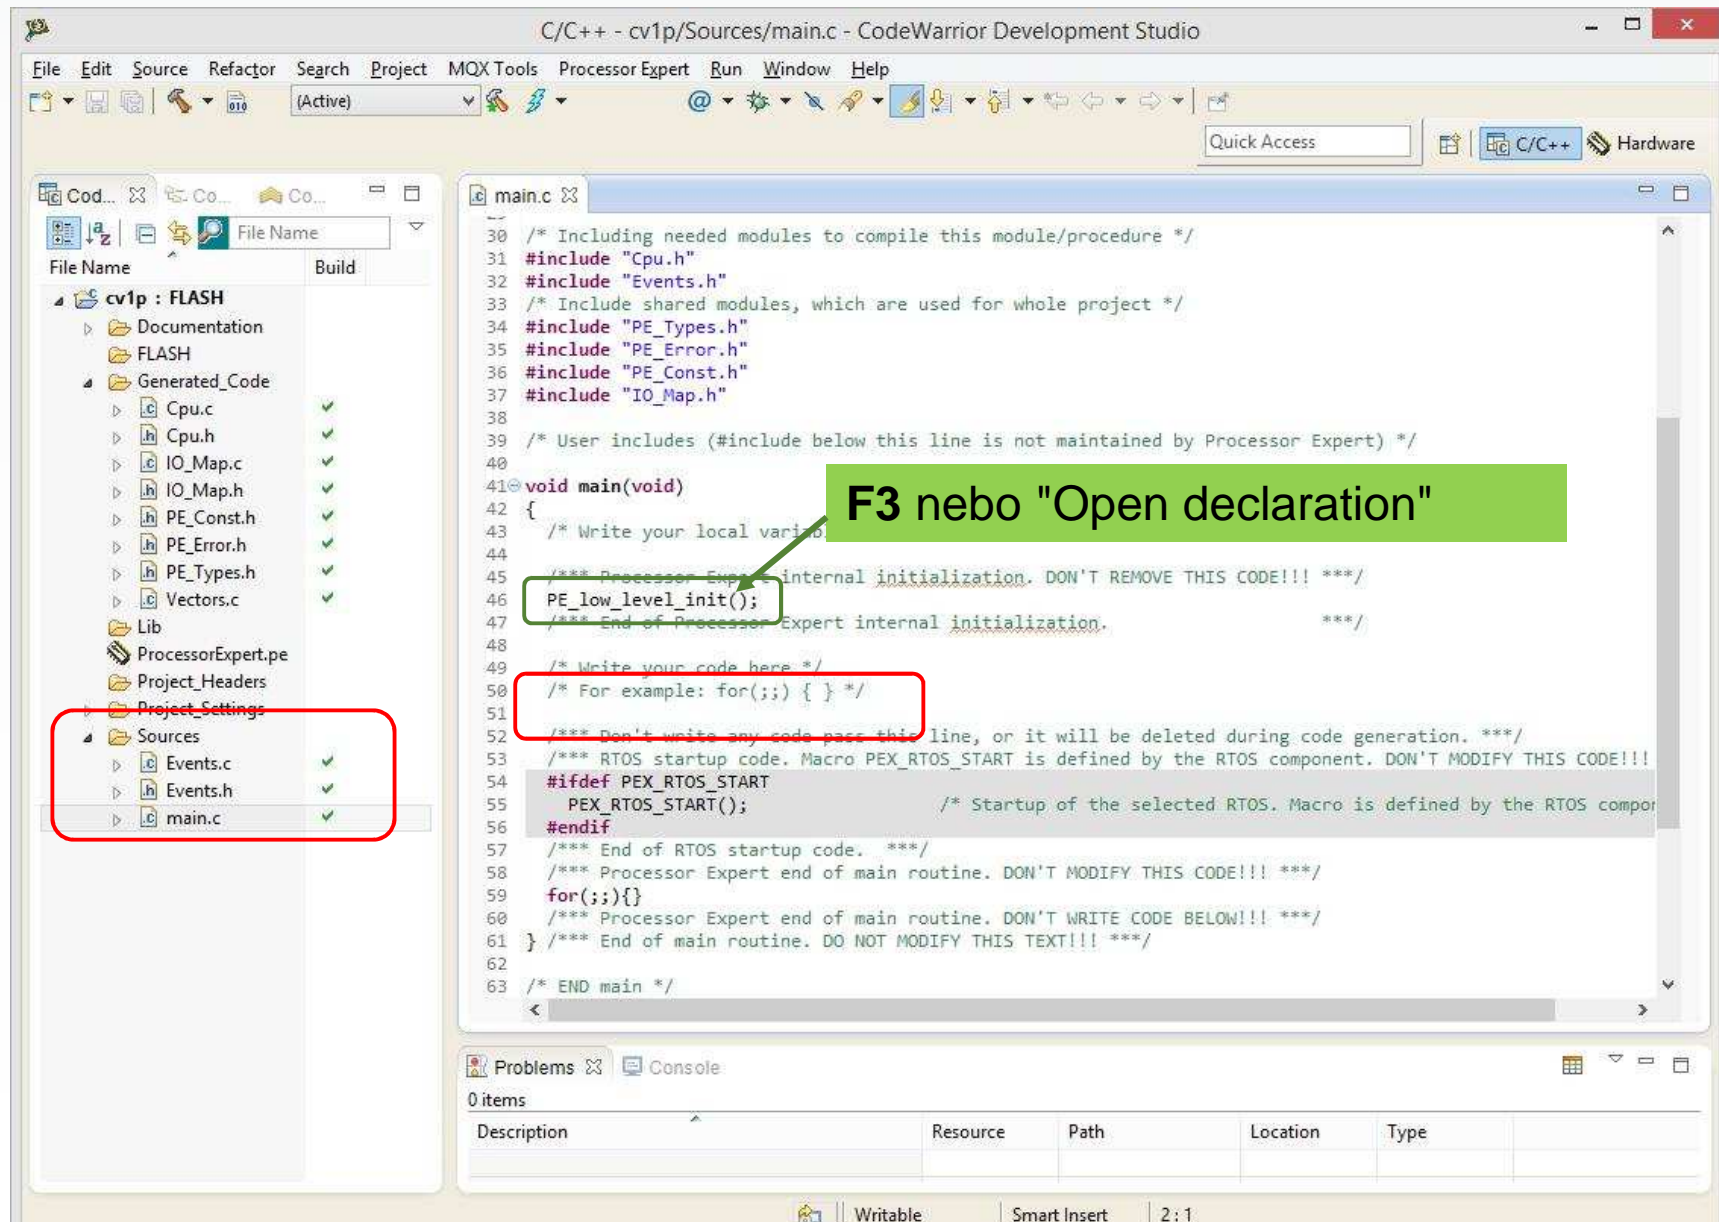 C/C++ - cv1p/Sources/main.c - CodeWarrior Development Studio
File Edit Source Refactor Search Project MQX Tools Processor Expert Run Window Help
(Active)
Quick Access C/C++ Hardware
Cod... Co... Co...
File Name
File Name Build
cv1p : FLASH
Documentation
FLASH
Generated_Code
Cpu.c
Cpu.h
IO_Map.c
IO_Map.h
PE_Const.h
PE_Error.h
PE_Types.h
Vectors.c
Lib
ProcessorExpert.pe
Project_Headers
Project_Settings
Sources
Events.c
Events.h
main.c
main.c
30 /* Including needed modules to compile this module/procedure */
31 #include "Cpu.h"
32 #include "Events.h"
33 /* Include shared modules, which are used for whole project */
34 #include "PE_Types.h"
35 #include "PE_Error.h"
36 #include "PE_Const.h"
37 #include "IO_Map.h"
38
39 /* User includes (#include below this line is not maintained by Processor Expert) */
40
41 void main(void)
42 {
43 /* Write your local variab
44
45 /*** Processor Expert internal initialization. DON'T REMOVE THIS CODE!!! ***/
46 PE_low_level_init();
47 /*** End of Processor Expert internal initialization. ***/
48
49 /* Write your code here */
50 /* For example: for(;;) { } */
51
52 /*** Don't write any code pass this line, or it will be deleted during code generation. ***/
53 /*** RTOS startup code. Macro PEX_RTOS_START is defined by the RTOS component. DON'T MODIFY THIS CODE!!!
54 #ifdef PEX_RTOS_START
55 PEX_RTOS_START(); /* Startup of the selected RTOS. Macro is defined by the RTOS compor
56 #endif
57 /*** End of RTOS startup code. ***/
58 /*** Processor Expert end of main routine. DON'T MODIFY THIS CODE!!! ***/
59 for(;;){}
60 /*** Processor Expert end of main routine. DON'T WRITE CODE BELOW!!! ***/
61 } /*** End of main routine. DO NOT MODIFY THIS TEXT!!! ***/
62
63 /* END main */
F3 nebo "Open declaration"
Problems Console
0 items
Description Resource Path Location Type
Writable Smart Insert 2 : 1